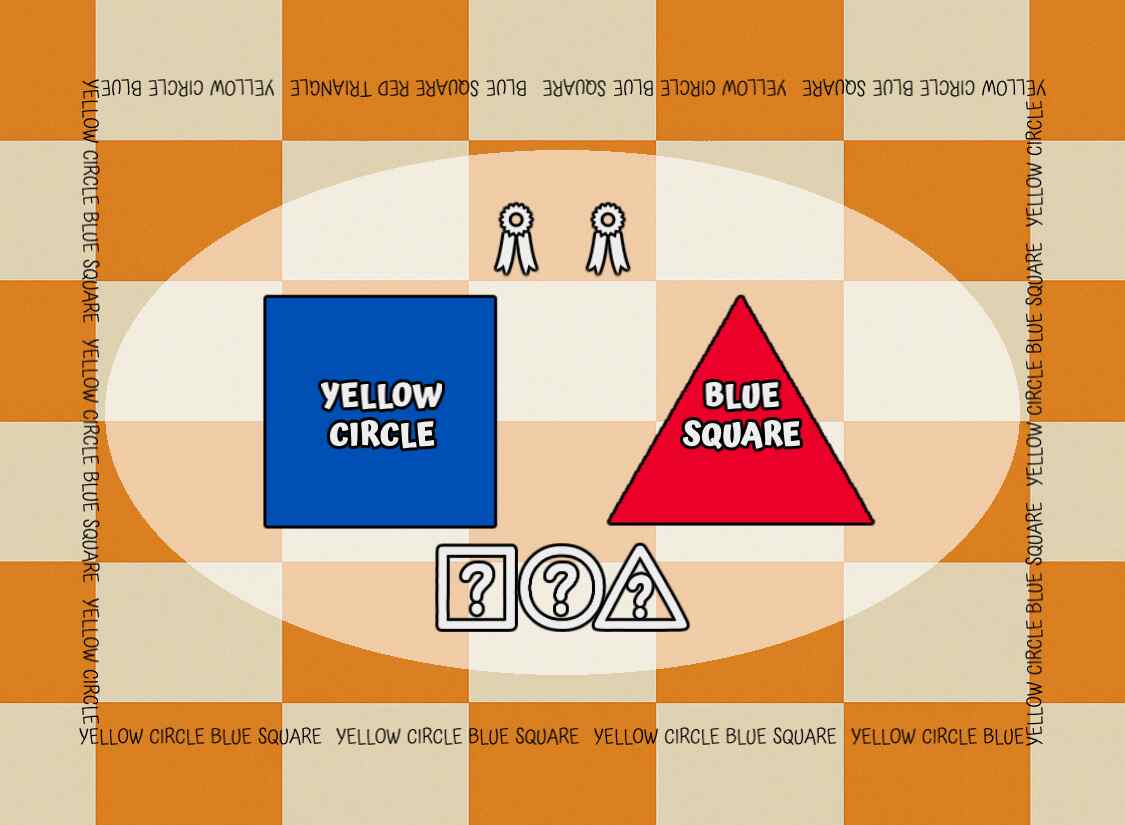 YELLOW CIRCLE BLUE SQUARE YELLOW CIRCLE BLUE SQUARE BLUE SQUARE RED TRIANGLE YELLOW CIRCLE BLUE
YELLOW CIRCLE BLUE SQUARE YELLOW CIRCLE BLUE SQUARE YELLOW CIRCLE
YELLOW
CIRCLE
BLUE
SQUARE
? ? ?
YELLOW CIRCLE BLUE SQUARE YELLOW CIRCLE BLUE SQUARE YELLOW CIRCLE
YELLOW CIRCLE BLUE SQUARE YELLOW CIRCLE BLUE SQUARE YELLOW CIRCLE BLUE SQUARE YELLOW CIRCLE BLUE